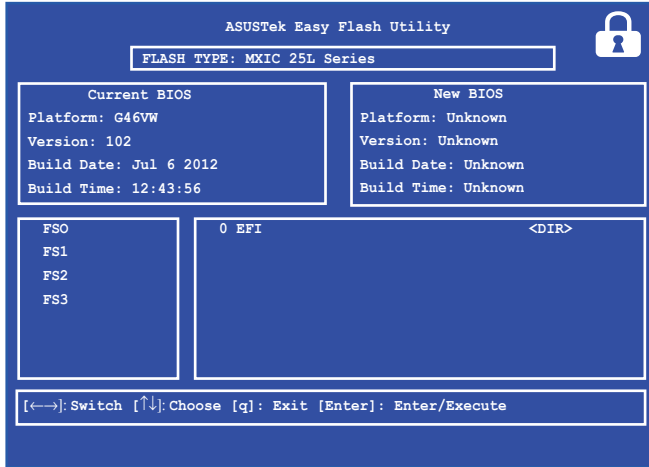 ASUSTek Easy Flash Utility
FLASH TYPE: MXIC 25L Series
Current BIOS
Platform: G46VW
Version: 102
Build Date: Jul 6 2012
Build Time: 12:43:56
New BIOS
Platform: Unknown
Version: Unknown
Build Date: Unknown
Build Time: Unknown
FSO
FS1
FS2
FS3
0 EFI <DIR>
[←→]: Switch [↑↓]: Choose [q]: Exit [Enter]: Enter/Execute